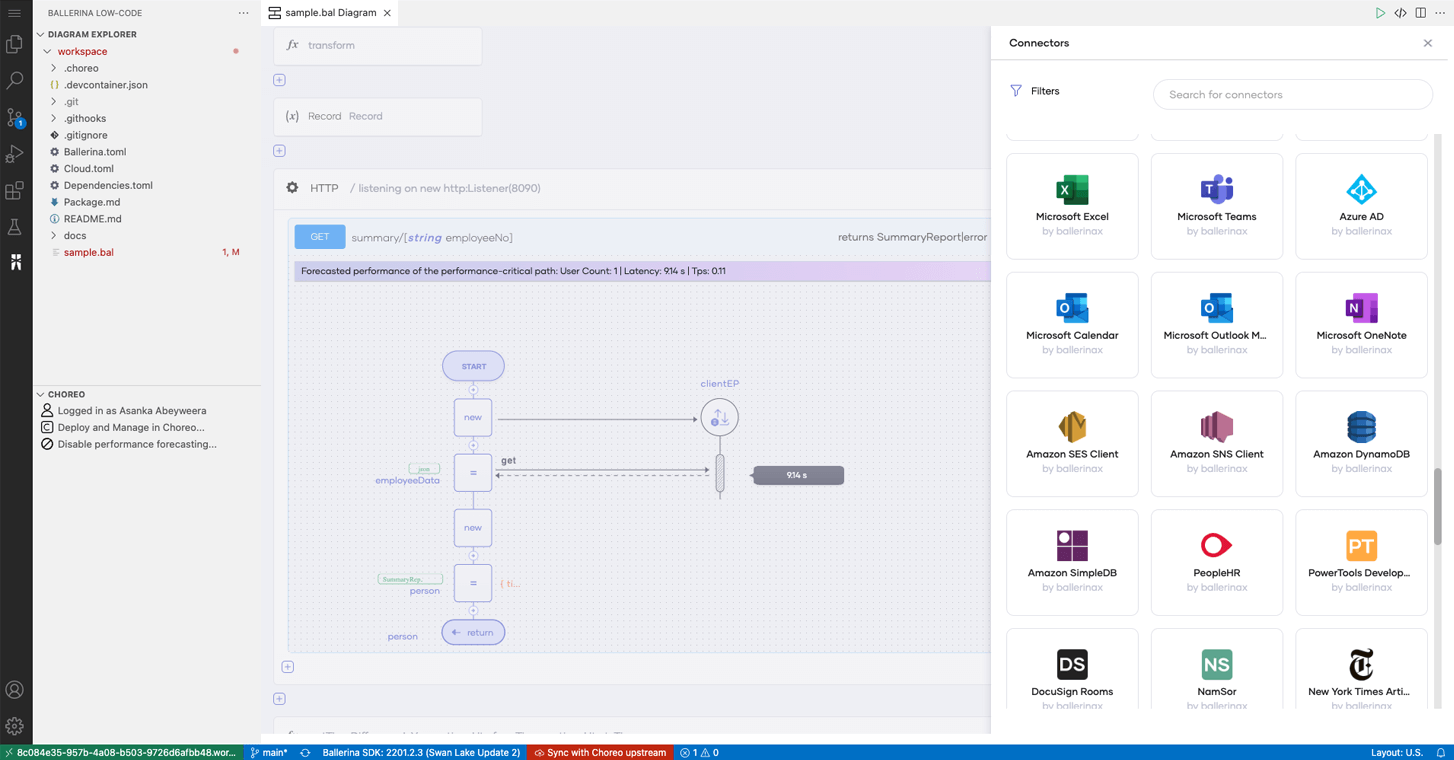 BALLERINA LOW-CODE
sample.bal Diagram
DIAGRAM EXPLORER
workspace
.choreo
.devcontainer.json
.git
.githooks
.gitignore
Ballerina.toml
Cloud.toml
Dependencies.toml
Package.md
README.md
docs
sample.bal 1, M
CHOREO
Logged in as Asanka Abeyweera
Deploy and Manage in Choreo...
Disable performance forecasting...
1
fx transform
(x) Record Record
HTTP / listening on new http:Listener(8090)
GET summary/[string employeeNo] returns SummaryReport|error
Forecasted performance of the performance-critical path: User Count: 1 | Latency: 9.14 s | Tps: 0.11
START
clientEP
new
get
json
employeeData
=
9.14 s
new
SummaryRep.
person
=
{ ti...
person
return
Connectors
Filters
Search for connectors
Microsoft Excel
by ballerinax
Microsoft Teams
by ballerinax
Azure AD
by ballerinax
Microsoft Calendar
by ballerinax
Microsoft Outlook M...
by ballerinax
Microsoft OneNote
by ballerinax
Amazon SES Client
by ballerinax
Amazon SNS Client
by ballerinax
Amazon DynamoDB
by ballerinax
Amazon SimpleDB
by ballerinax
PeopleHR
by ballerinax
PT
PowerTools Develop...
by ballerinax
DS
DocuSign Rooms
by ballerinax
NS
NamSor
by ballerinax
New York Times Arti...
by ballerinax
8c084e35-957b-4a08-b503-9726d6afbb48.wor... main* Ballerina SDK: 2201.2.3 (Swan Lake Update 2) Sync with Choreo upstream 1 0 Layout: U.S.